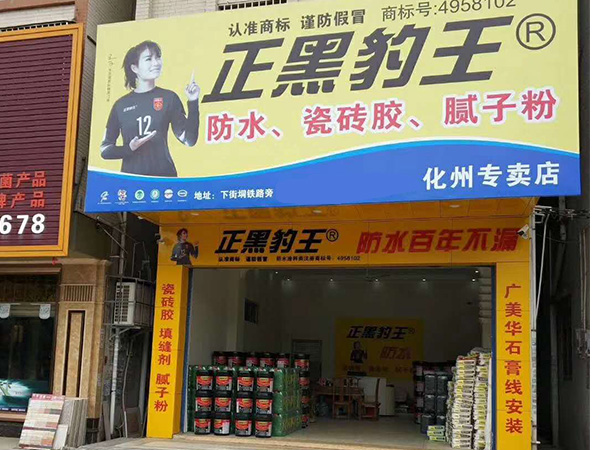 认准商标 谨防假冒 商标号:4958102
正黑豹王®
防水、瓷砖胶、腻子粉
12
地址：下街垌铁路旁
化州专卖店
菌产品
牌产品
678
正黑豹王® 防水百年不漏
认准商标 谨防假冒
瓷砖胶 填缝剂 腻子粉
广美华石膏线安装
正黑豹王
防水